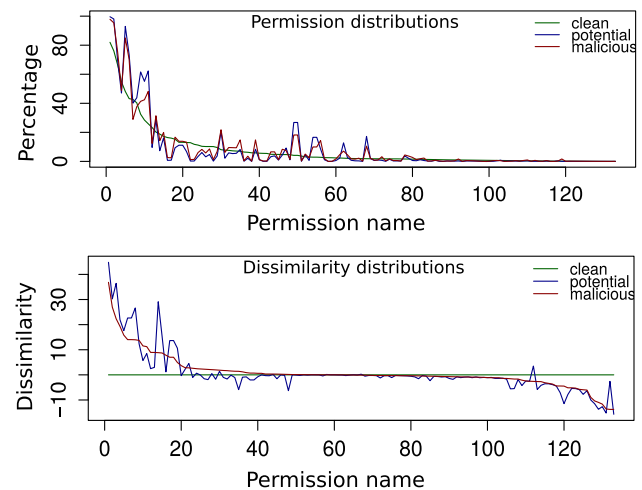 Permission distributions
clean
potential
malicious
Percentage
0 40 80
0 20 40 60 80 100 120
Permission name
Dissimilarity distributions
clean
potential
malicious
Dissimilarity
−10 10 30
0 20 40 60 80 100 120
Permission name